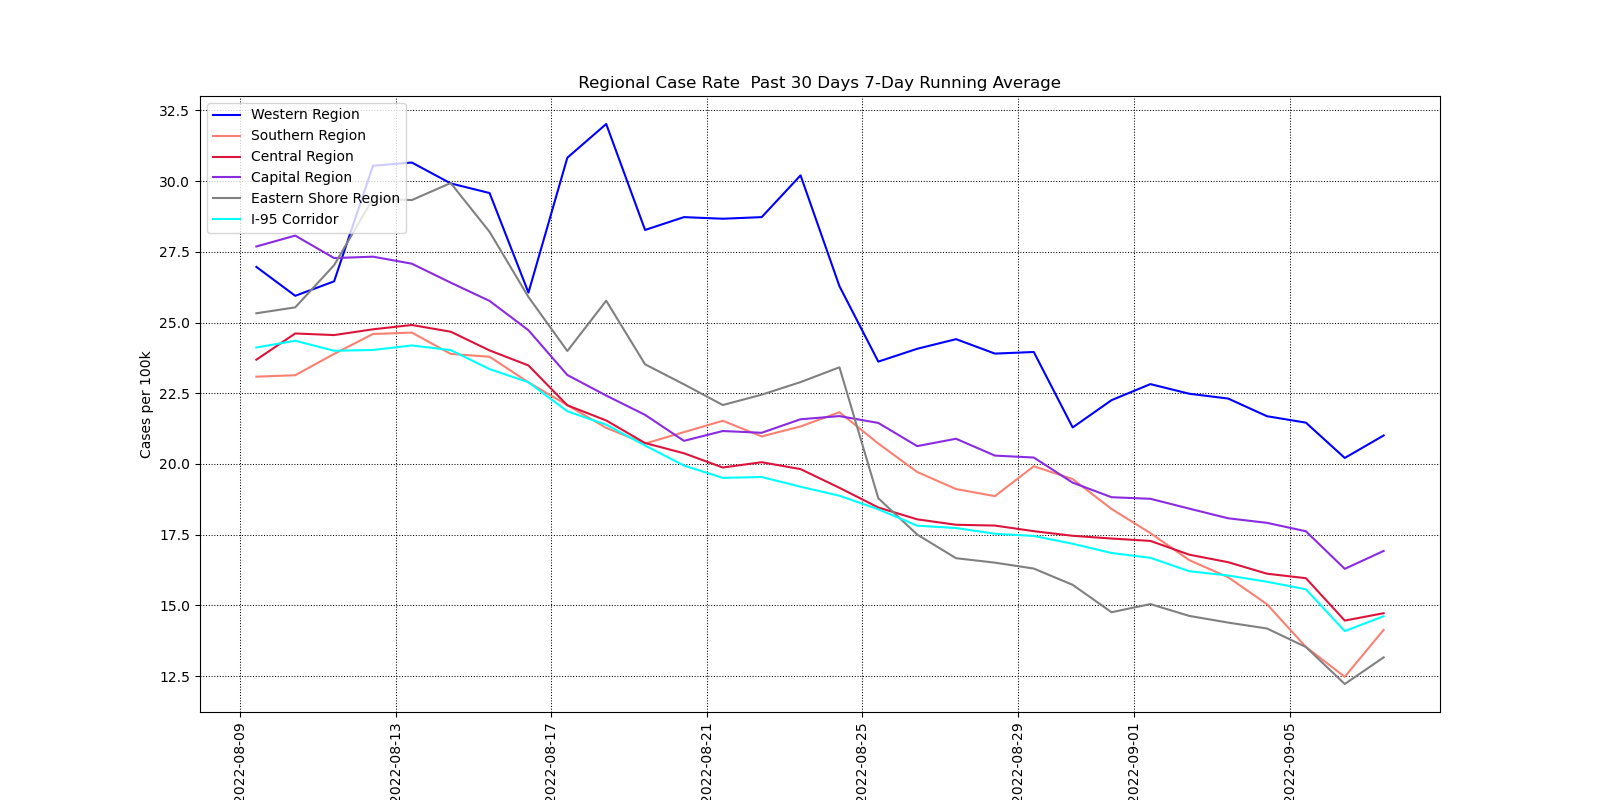 Regional Case Rate  Past 30 Days 7-Day Running Average
Western Region
Southern Region
Central Region
Capital Region
Eastern Shore Region
I-95 Corridor
Cases per 100k
32.5
30.0
27.5
25.0
22.5
20.0
17.5
15.0
12.5
2022-08-09
2022-08-13
2022-08-17
2022-08-21
2022-08-25
2022-08-29
2022-09-01
2022-09-05